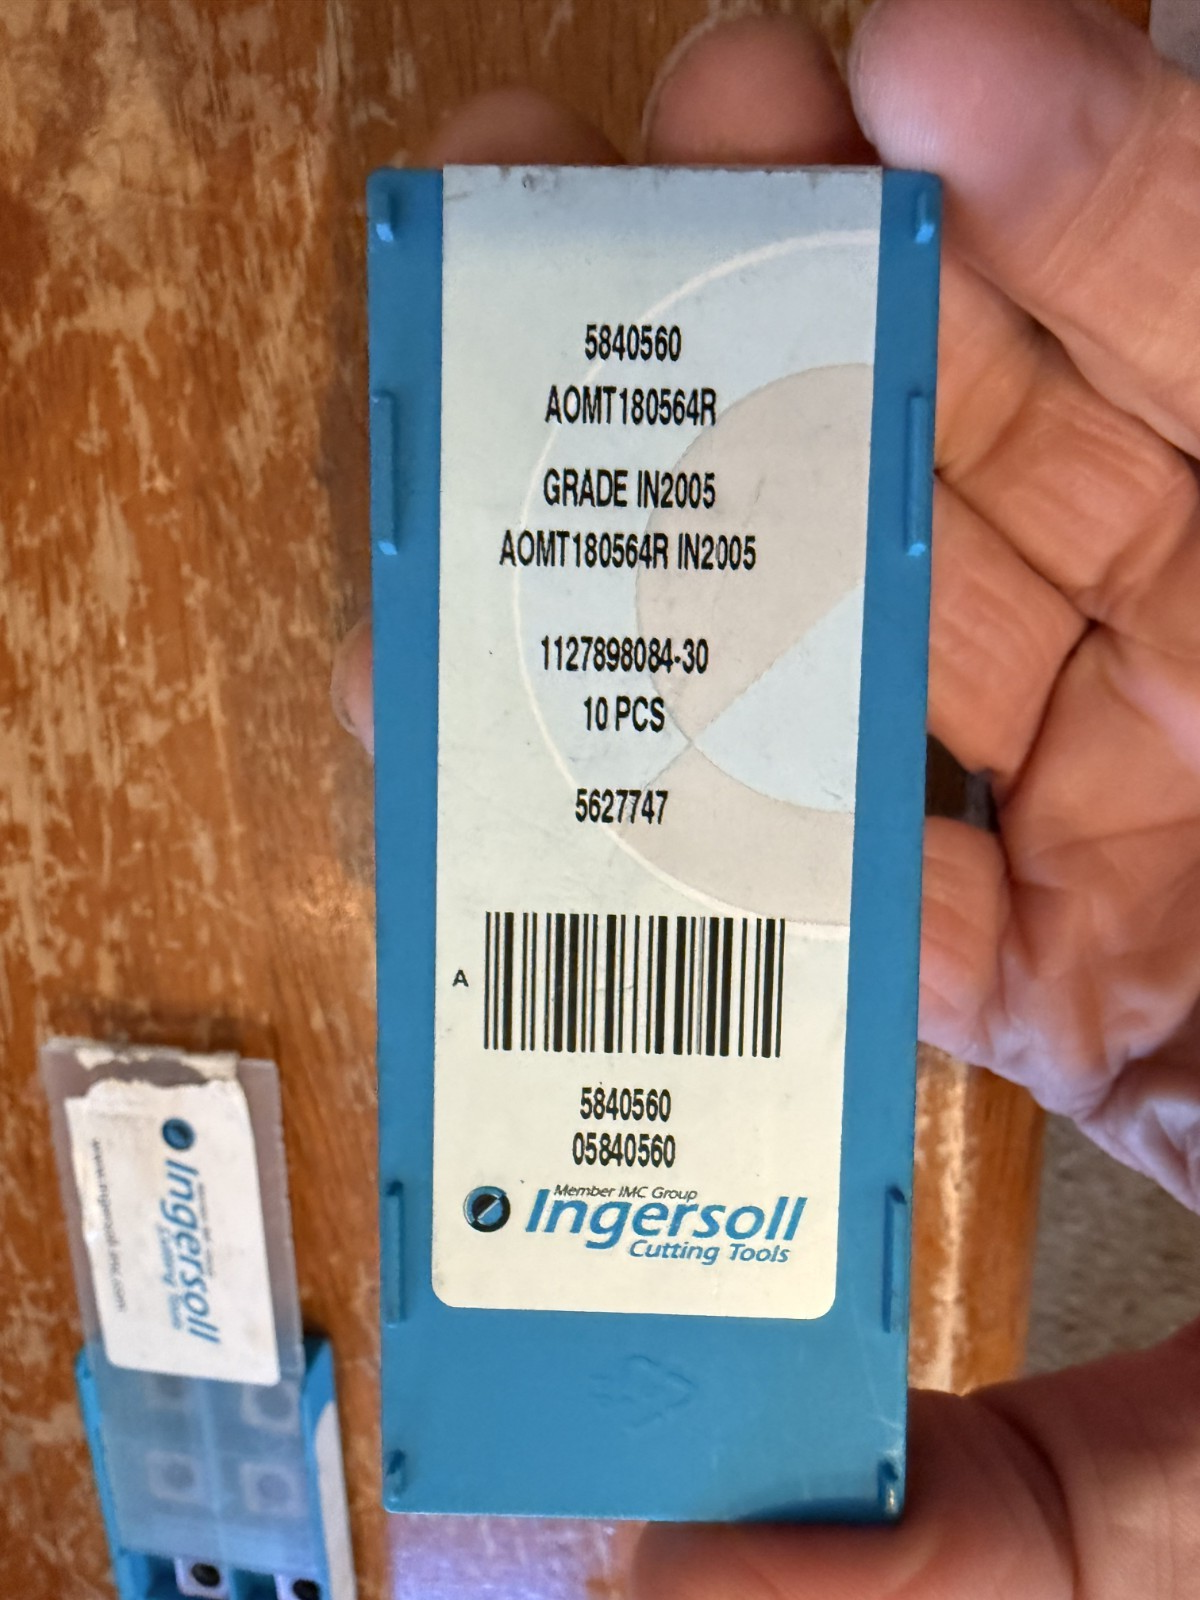 5840560
AOMT180564R
GRADE IN2005
AOMT180564R IN2005
1127898084-30
10 PCS
5627747
A
5840560
05840560
Member IMC Group
Ingersoll
Cutting Tools
Ingersoll
Cutting Tools